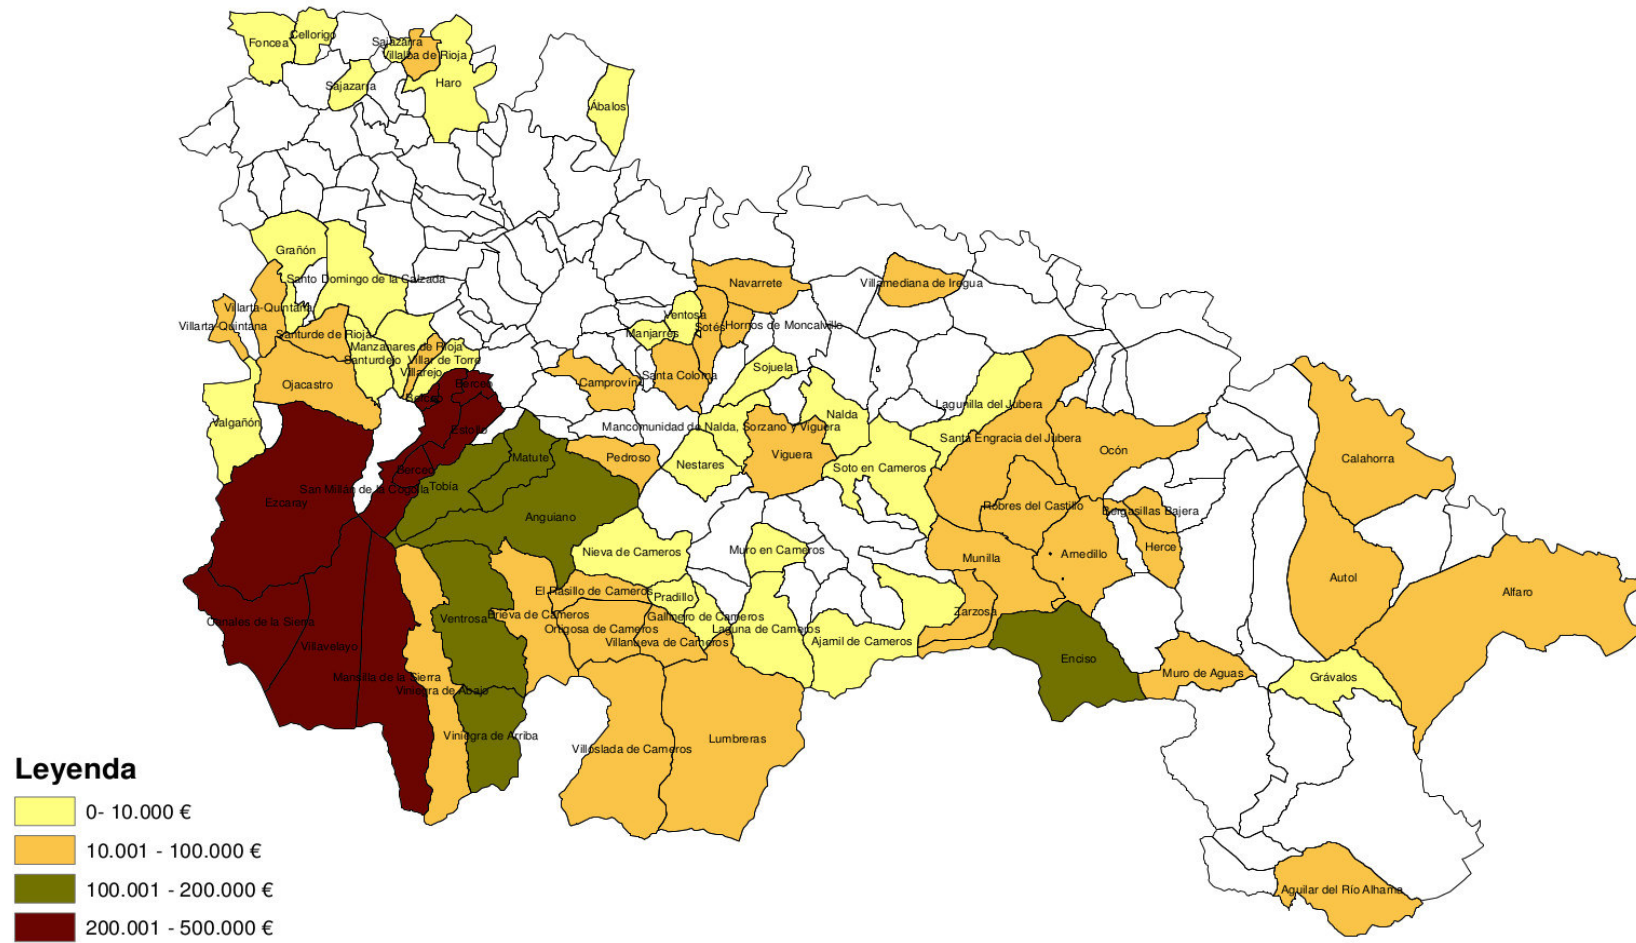 Foncea
Cellorigo
Sajazarra
Villalba de Rioja
Sajazarra
Haro
Ábalos
Grañón
Santo Domingo de la Calzada
Navarrete
Villamediana de Iregua
Villarta-Quintana
Villarta-Quintana
Ventosa
Sotés
Hornos de Moncalvillo
Santurde de Rioja
Manjarrés
Manzanares de Rioja
Santurdejo
Villar de Torre
Villarejo
Sojuela
Ojacastro
Berceo
Camprovín
Santa Coloma
Berceo
Lagunilla del Jubera
Valgañón
Nalda
Estollo
Mancomunidad de Nalda, Sorzano y Viguera
Santa Engracia del Jubera
Ocón
Matute
Pedroso
Viguera
Calahorra
Nestares
Soto en Cameros
Berceo
Tobía
San Millán de la Cogolla
Ezcaray
Robres del Castillo
Bergasillas Bajera
Anguiano
Nieva de Cameros
Muro en Cameros
Munilla
Arnedillo
Herce
Autol
Alfaro
El Rasillo de Cameros
Pradillo
Ventrosa
Brieva de Cameros
Gallinero de Cameros
Zarzosa
Canales de la Sierra
Ortigosa de Cameros
Laguna de Cameros
Villavelayo
Villanueva de Cameros
Ajamil de Cameros
Enciso
Mansilla de la Sierra
Muro de Aguas
Grávalos
Viniegra de Abajo
Viniegra de Arriba
Villoslada de Cameros
Lumbreras
Aguilar del Río Alhama
Leyenda
0- 10.000 €
10.001 - 100.000 €
100.001 - 200.000 €
200.001 - 500.000 €